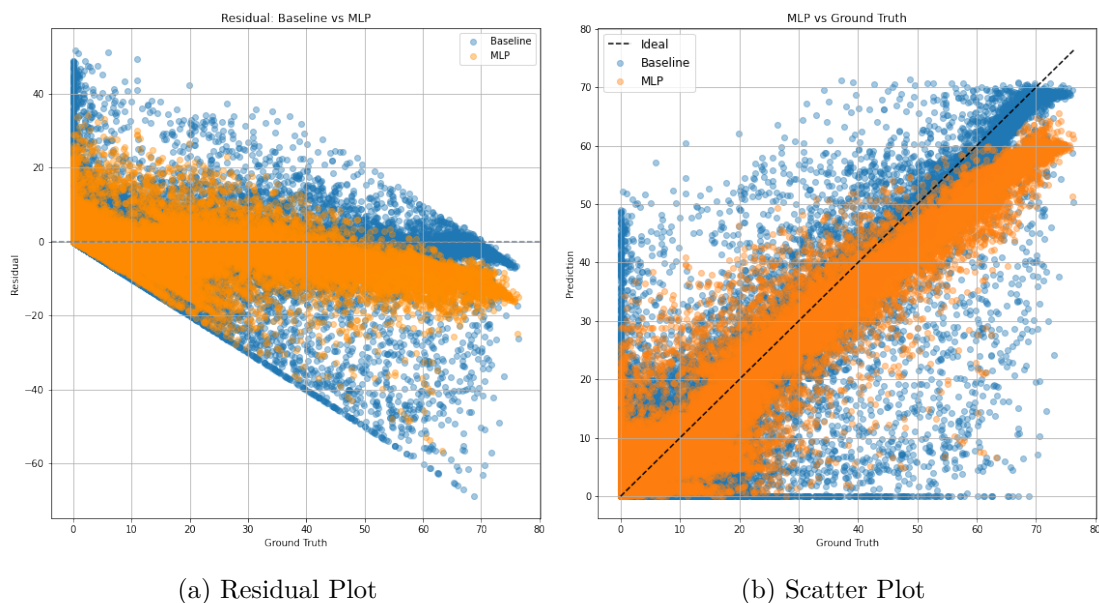 Residual: Baseline vs MLP
Baseline
MLP
40
20
0
−20
−40
−60
Residual
0 10 20 30 40 50 60 70 80
Ground Truth
(a) Residual Plot
MLP vs Ground Truth
Ideal
Baseline
MLP
80
70
60
50
40
30
20
10
0
Prediction
0 10 20 30 40 50 60 70 80
Ground Truth
(b) Scatter Plot